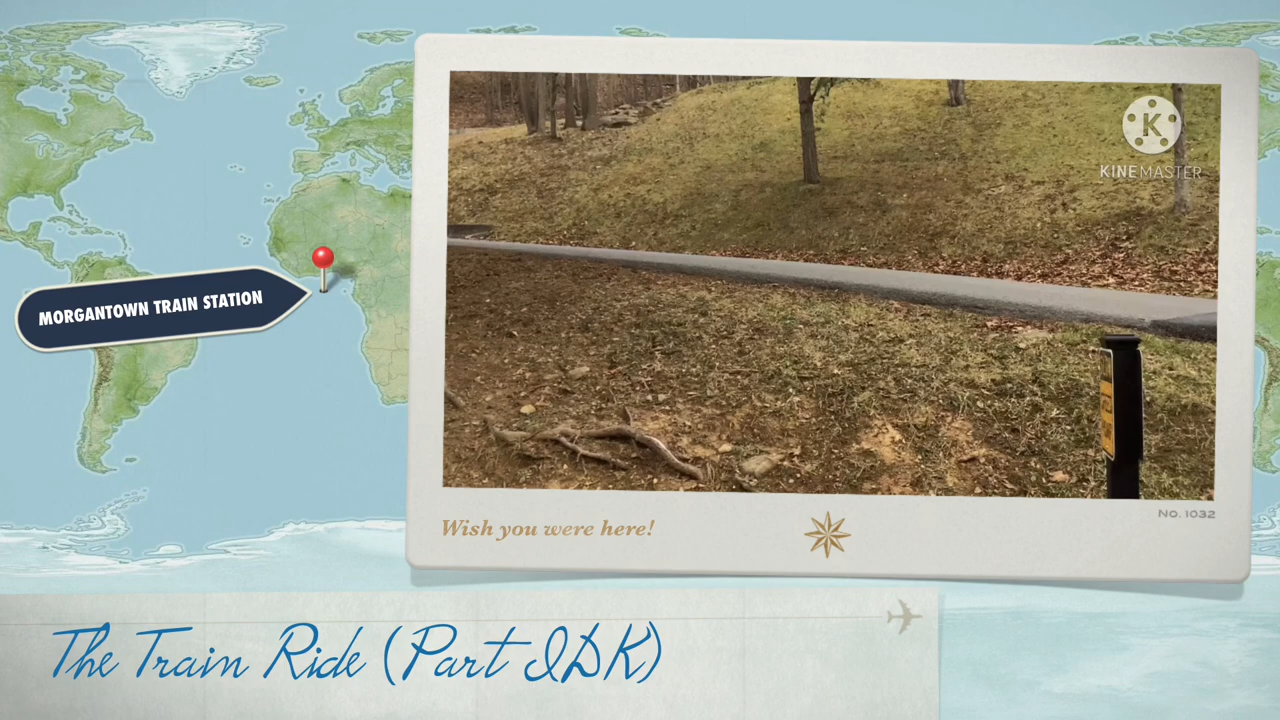 KINEMASTER
MORGANTOWN TRAIN STATION
Wish you were here!
NO. 1032
The Train Ride (Part IDK)